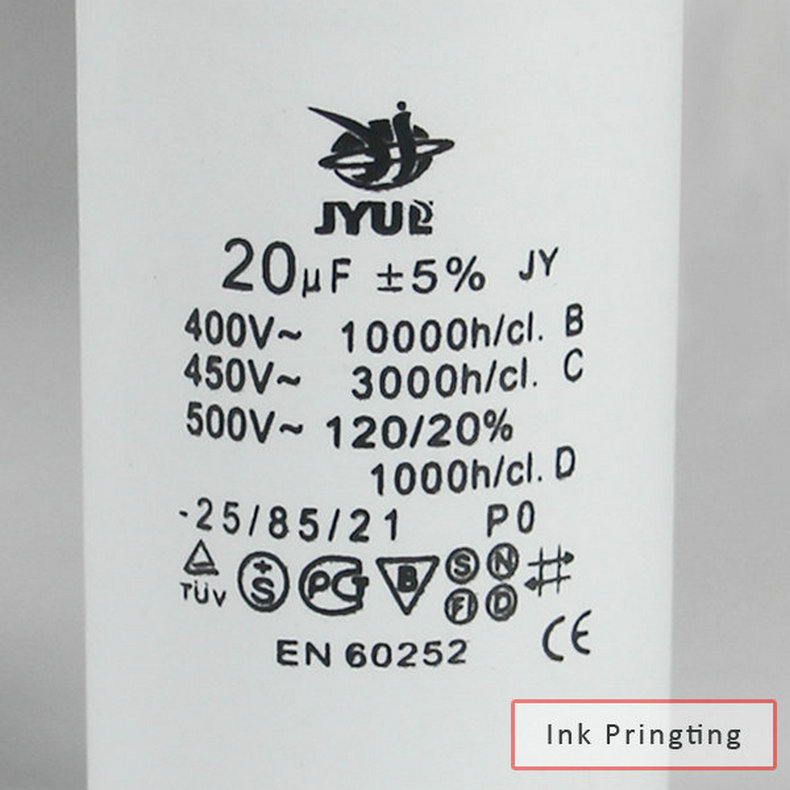 JYUL
20µF ±5% JY
400V~ 10000h/cl. B
450V~ 3000h/cl. C
500V~ 120/20%
1000h/cl. D
-25/85/21 P0
TÜV +S PG B S N F D
EN 60252 CE
Ink Pringting